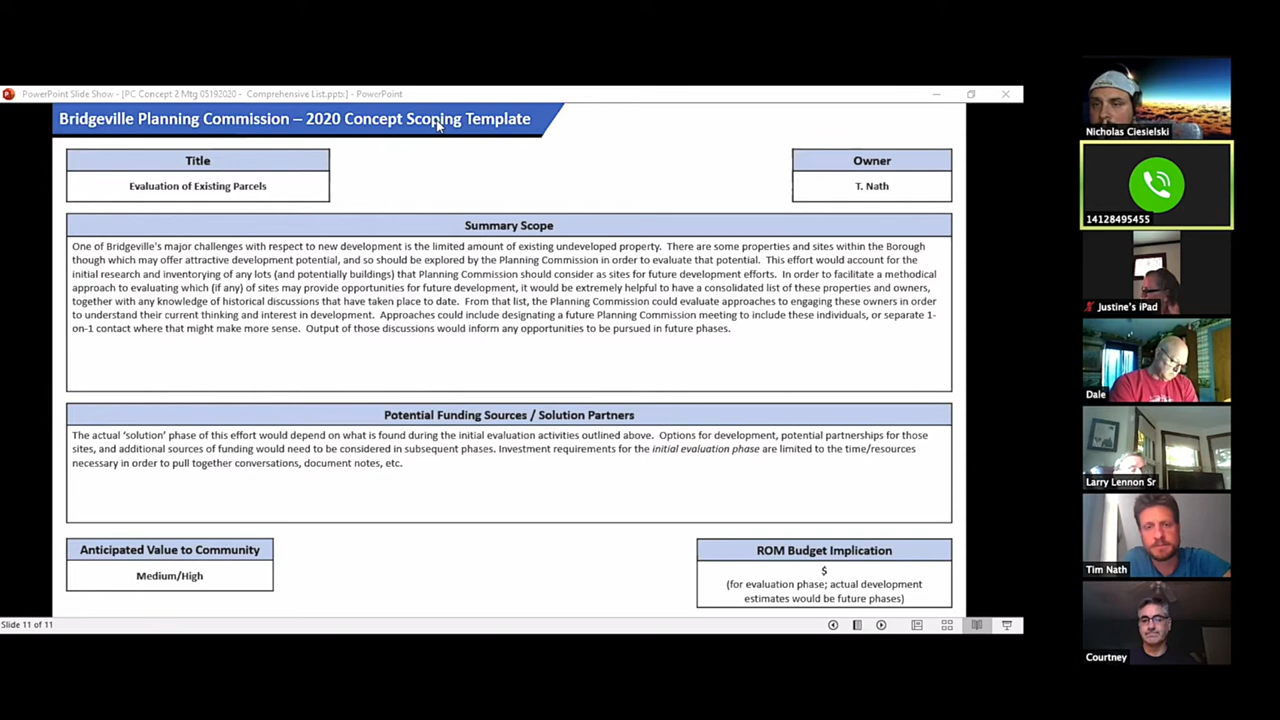 PowerPoint Slide Show - [PC Concept 2 Mtg 05192020 - Comprehensive List.pptx] - PowerPoint
Bridgeville Planning Commission – 2020 Concept Scoping Template
Title
Evaluation of Existing Parcels
Owner
T. Nath
Summary Scope
One of Bridgeville's major challenges with respect to new development is the limited amount of existing undeveloped property. There are some properties and sites within the Borough
though which may offer attractive development potential, and so should be explored by the Planning Commission in order to evaluate that potential. This effort would account for the
initial research and inventorying of any lots (and potentially buildings) that Planning Commission should consider as sites for future development efforts. In order to facilitate a methodical
approach to evaluating which (if any) of sites may provide opportunities for future development, it would be extremely helpful to have a consolidated list of these properties and owners,
together with any knowledge of historical discussions that have taken place to date. From that list, the Planning Commission could evaluate approaches to engaging these owners in order
to understand their current thinking and interest in development. Approaches could include designating a future Planning Commission meeting to include these individuals, or separate 1-
on-1 contact where that might make more sense. Output of those discussions would inform any opportunities to be pursued in future phases.
Potential Funding Sources / Solution Partners
The actual ‘solution’ phase of this effort would depend on what is found during the initial evaluation activities outlined above. Options for development, potential partnerships for those
sites, and additional sources of funding would need to be considered in subsequent phases. Investment requirements for the initial evaluation phase are limited to the time/resources
necessary in order to pull together conversations, document notes, etc.
Anticipated Value to Community
Medium/High
ROM Budget Implication
$
(for evaluation phase; actual development
estimates would be future phases)
Slide 11 of 11
Nicholas Ciesielski
14128495455
Justine's iPad
Dale
Larry Lennon Sr
Tim Nath
Courtney